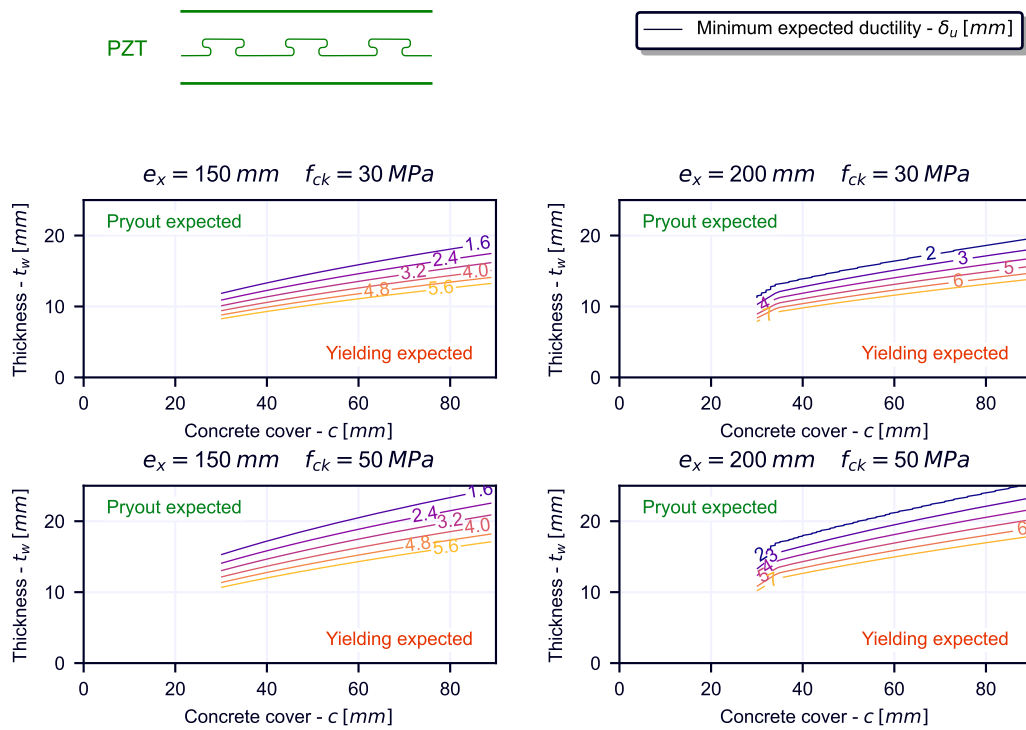 PZT
Minimum expected ductility - δu [mm]
ex = 150 mm fck = 30 MPa
Thickness - tw [mm]
20
10
0
Pryout expected
1.6
2.4
3.2
4.0
4.8
5.6
Yielding expected
0 20 40 60 80
Concrete cover - c [mm]
ex = 200 mm fck = 30 MPa
Thickness - tw [mm]
20
10
0
Pryout expected
2
3
4
5
6
Yielding expected
0 20 40 60 80
Concrete cover - c [mm]
ex = 150 mm fck = 50 MPa
Thickness - tw [mm]
20
10
0
Pryout expected
1.6
2.4
3.2
4.0
4.8
5.6
Yielding expected
0 20 40 60 80
Concrete cover - c [mm]
ex = 200 mm fck = 50 MPa
Thickness - tw [mm]
20
10
0
Pryout expected
2
3
4
5
6
Yielding expected
0 20 40 60 80
Concrete cover - c [mm]